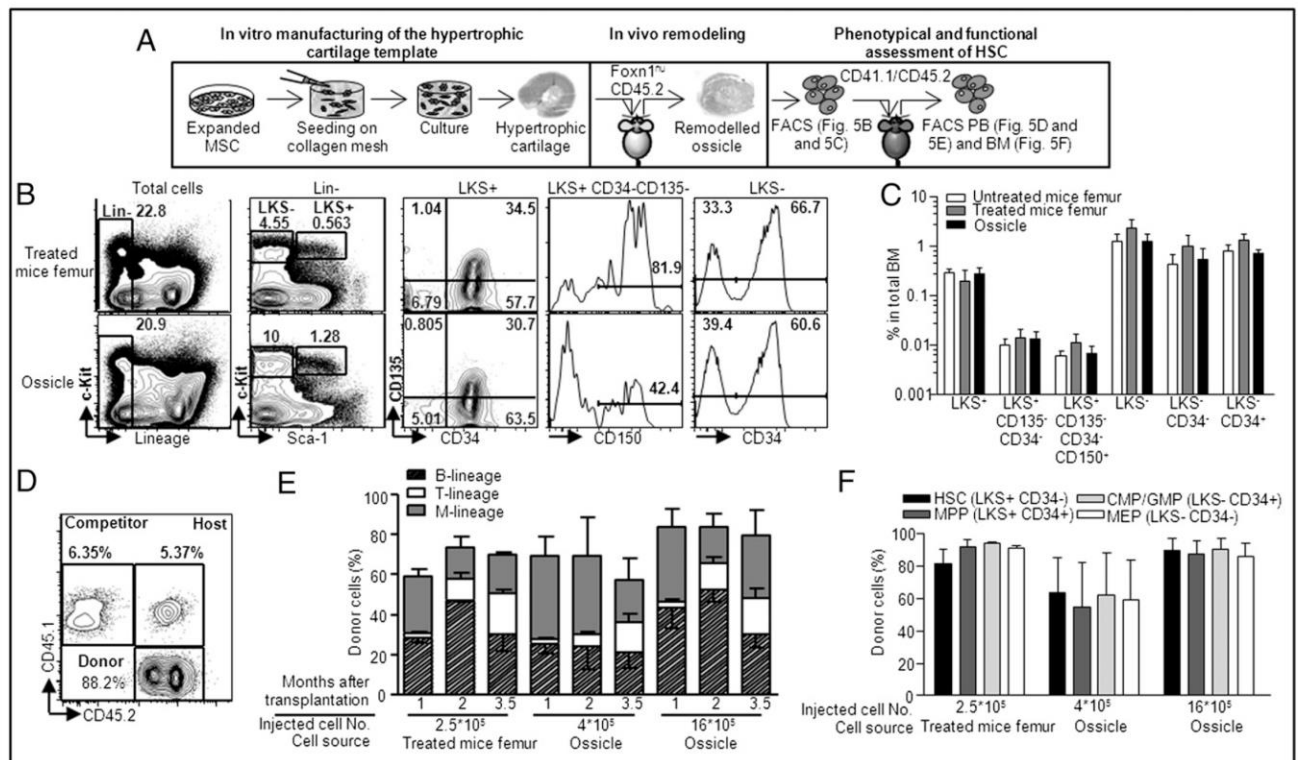 A
In vitro manufacturing of the hypertrophic
cartilage template
In vivo remodeling
Phenotypical and functional
assessment of HSC
Expanded
MSC
Seeding on
collagen mesh
Culture
Hypertrophic
cartilage
Foxn1ⁿᵘ
CD45.2
Remodelled
ossicle
CD41.1/CD45.2
FACS (Fig. 5B
and 5C)
FACS PB (Fig. 5D and
5E) and BM (Fig. 5F)
B
Total cells
Lin-
LKS+
LKS+ CD34-CD135-
LKS-
Treated
mice femur
Lin- 22.8
LKS- LKS+
4.55 0.563
1.04 34.5
6.79 57.7
81.9
33.3 66.7
Ossicle
20.9
10 1.28
0.805 30.7
5.01 63.5
42.4
39.4 60.6
c-Kit
Lineage
c-Kit
Sca-1
CD135
CD34
CD150
CD34
C
Untreated mice femur
Treated mice femur
Ossicle
% in total BM
10
1
0.1
0.01
0.001
LKS⁺
LKS⁺
CD135⁻
CD34⁻
LKS⁺
CD135⁻
CD34⁻
CD150⁺
LKS⁻
LKS⁻
CD34⁻
LKS⁻
CD34⁺
D
Competitor Host
6.35% 5.37%
Donor
88.2%
CD45.1
CD45.2
E
B-lineage
T-lineage
M-lineage
Donor cells (%)
100
80
60
40
20
0
Months after
transplantation
1 2 3.5 1 2 3.5 1 2 3.5
Injected cell No.
Cell source
2.5*10⁵
Treated mice femur
4*10⁵
Ossicle
16*10⁵
Ossicle
F
HSC (LKS+ CD34-)
CMP/GMP (LKS- CD34+)
MPP (LKS+ CD34+)
MEP (LKS- CD34-)
Donor cells (%)
100
80
60
40
20
0
Injected cell No.
Cell source
2.5*10⁵
Treated mice femur
4*10⁵
Ossicle
16*10⁵
Ossicle